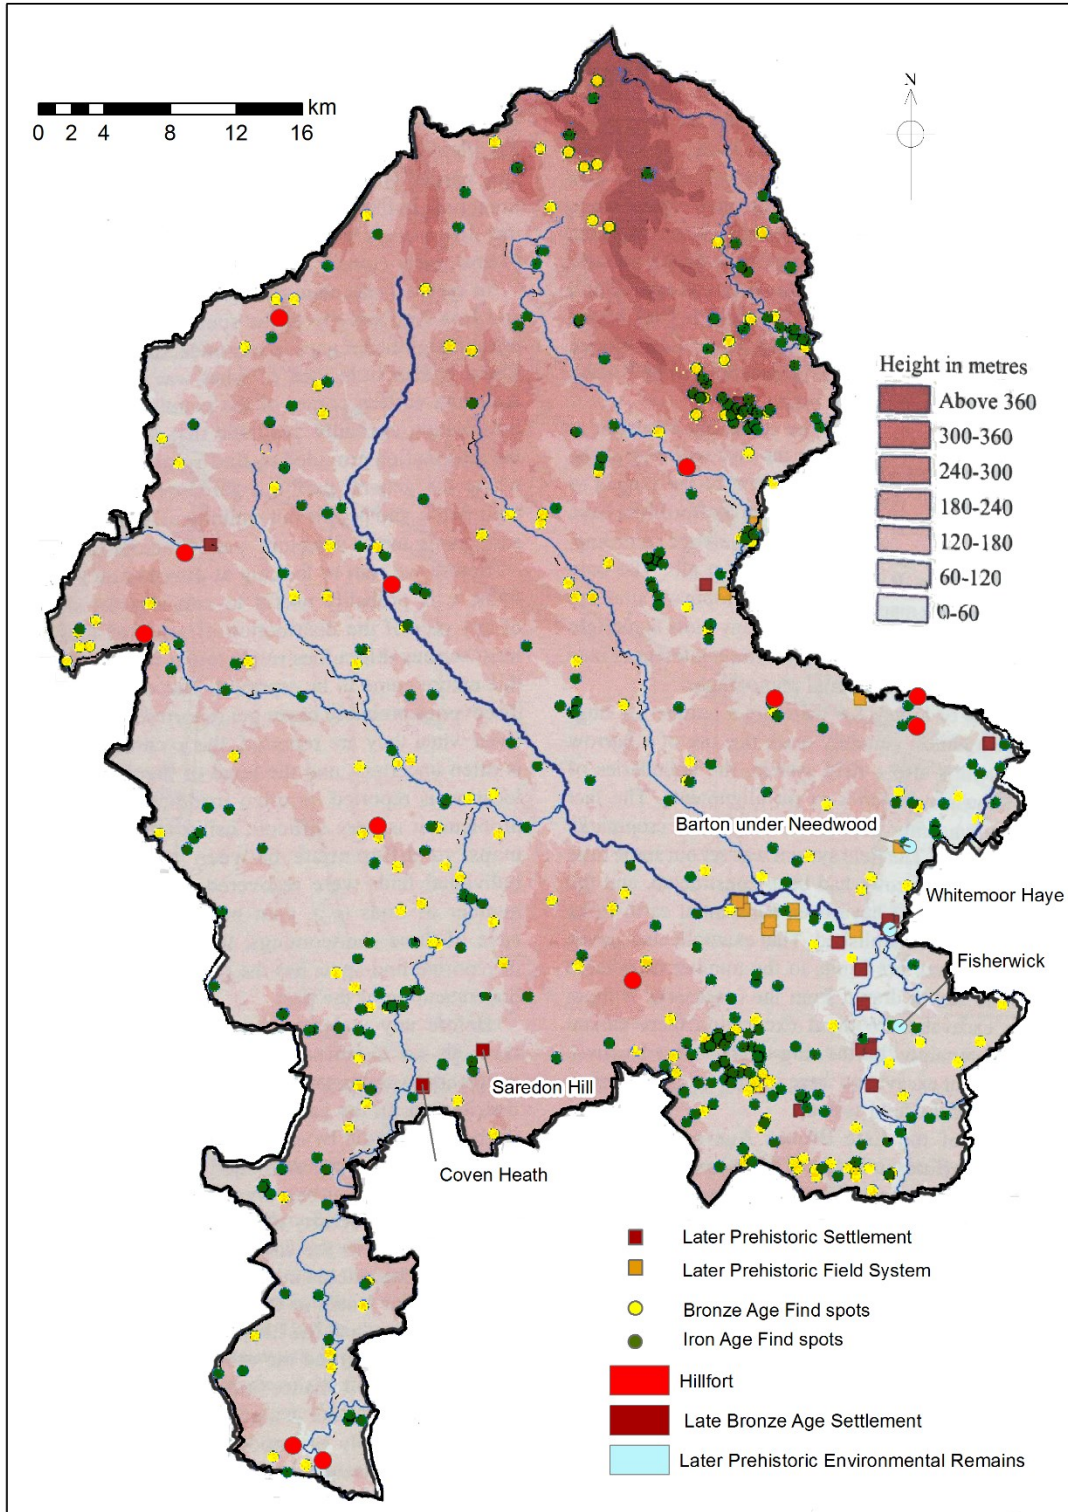 N
km
0 2 4 8 12 16
Height in metres
Above 360
300-360
240-300
180-240
120-180
60-120
0-60
Barton under Needwood
Whitemoor Haye
Fisherwick
Saredon Hill
Coven Heath
Later Prehistoric Settlement
Later Prehistoric Field System
Bronze Age Find spots
Iron Age Find spots
Hillfort
Late Bronze Age Settlement
Later Prehistoric Environmental Remains